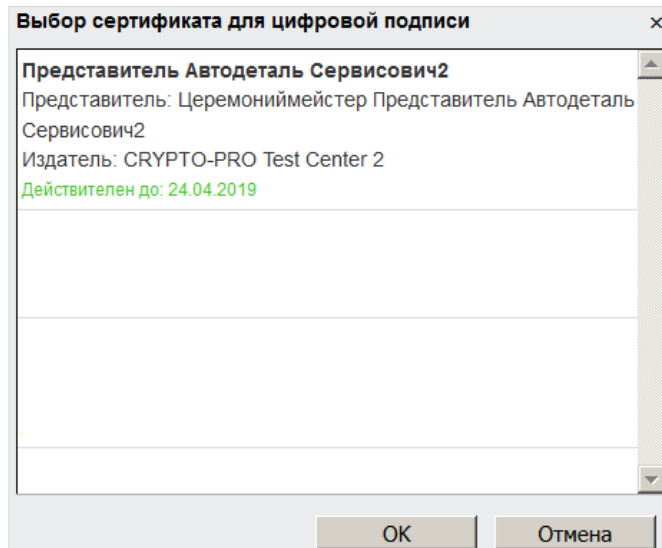 Выбор сертификата для цифровой подписи
Представитель Автодеталь Сервисович2
Представитель: Церемониймейстер Представитель Автодеталь
Сервисович2
Издатель: CRYPTO-PRO Test Center 2
Действителен до: 24.04.2019
OK Отмена